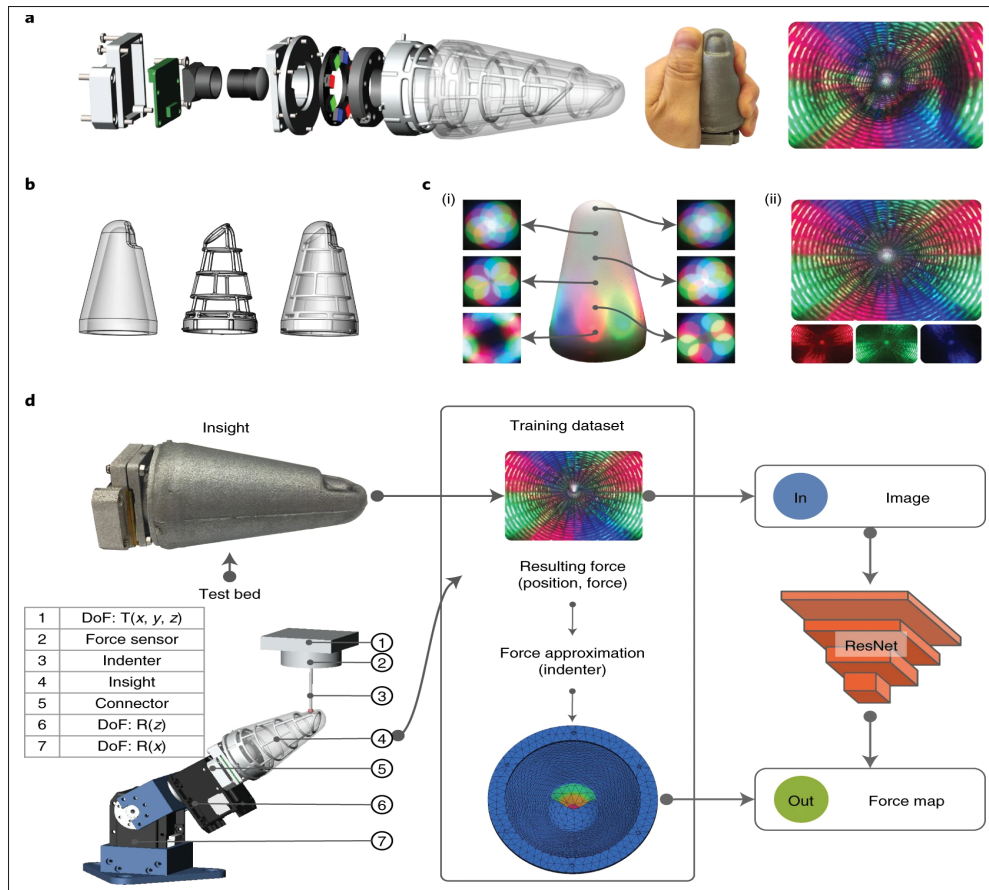 a
b
c
(i)
(ii)
d
Insight
Test bed
1 DoF: T(x, y, z)
2 Force sensor
3 Indenter
4 Insight
5 Connector
6 DoF: R(z)
7 DoF: R(x)
1
2
3
4
5
6
7
Training dataset
Resulting force
(position, force)
Force approximation
(indenter)
In Image
ResNet
Out Force map